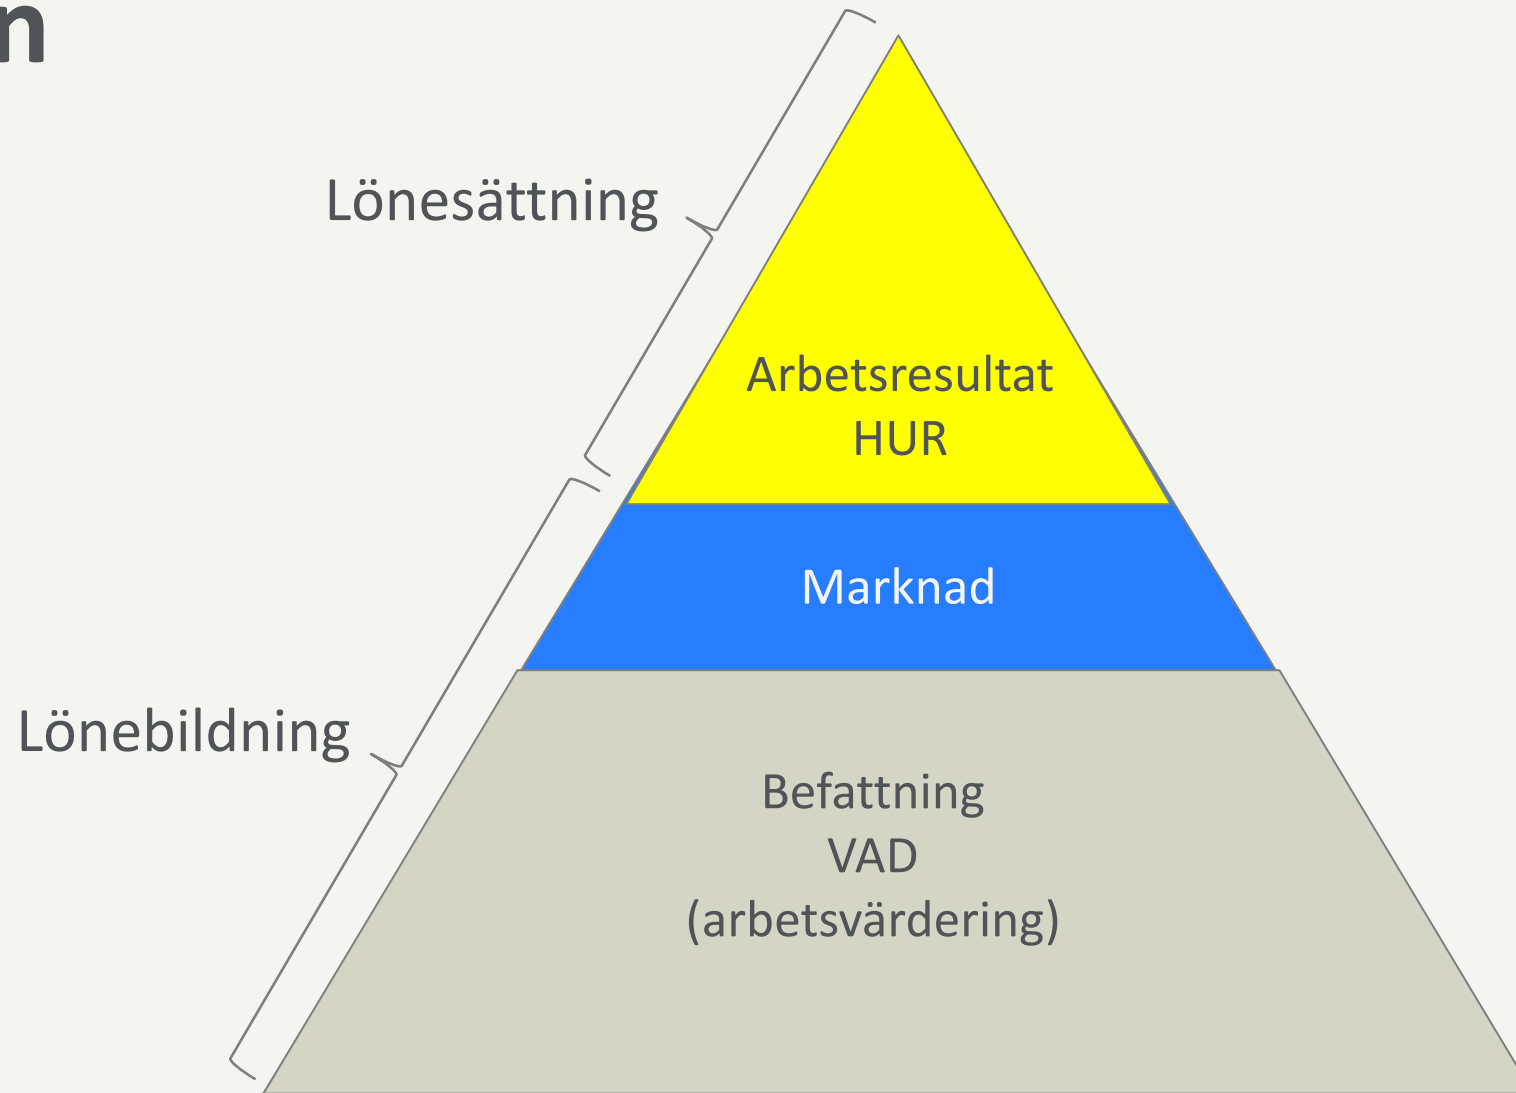 n
Lönesättning
Arbetsresultat
HUR
Marknad
Lönebildning
Befattning
VAD
(arbetsvärdering)